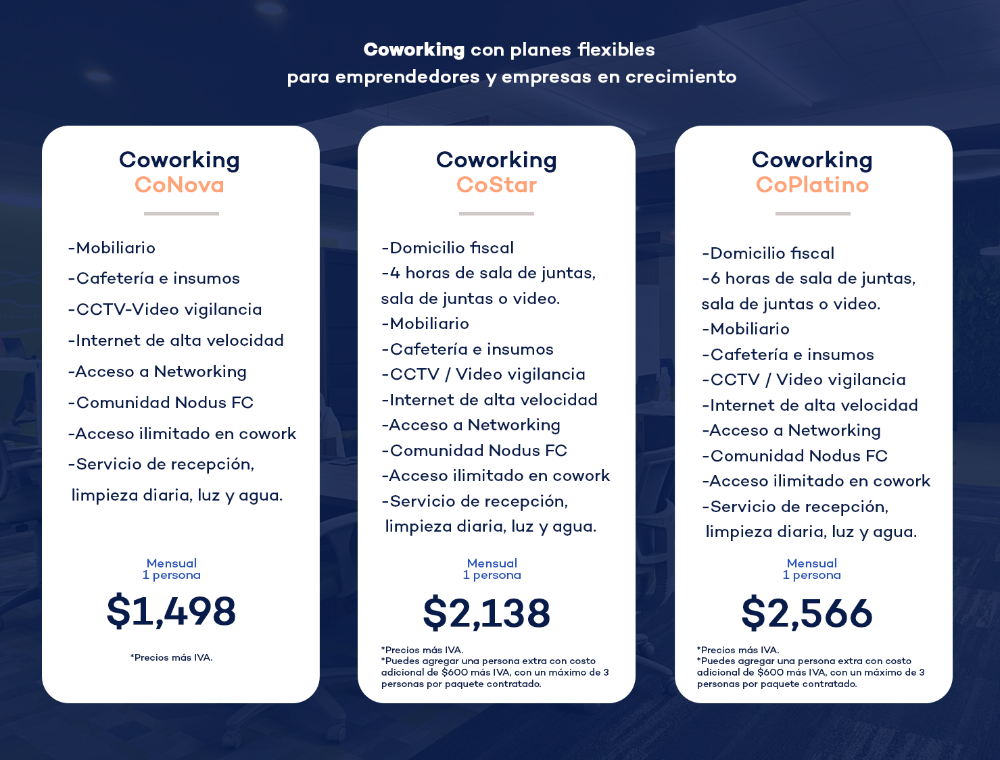 Coworking con planes flexibles
para emprendedores y empresas en crecimiento
Coworking
CoNova
-Mobiliario
-Cafetería e insumos
-CCTV-Video vigilancia
-Internet de alta velocidad
-Acceso a Networking
-Comunidad Nodus FC
-Acceso ilimitado en cowork
-Servicio de recepción,
limpieza diaria, luz y agua.
Mensual
1 persona
$1,498
*Precios más IVA.
Coworking
CoStar
-Domicilio fiscal
-4 horas de sala de juntas,
sala de juntas o video.
-Mobiliario
-Cafetería e insumos
-CCTV / Video vigilancia
-Internet de alta velocidad
-Acceso a Networking
-Comunidad Nodus FC
-Acceso ilimitado en cowork
-Servicio de recepción,
limpieza diaria, luz y agua.
Mensual
1 persona
$2,138
*Precios más IVA.
*Puedes agregar una persona extra con costo
adicional de $600 más IVA, con un máximo de 3
personas por paquete contratado.
Coworking
CoPlatino
-Domicilio fiscal
-6 horas de sala de juntas,
sala de juntas o video.
-Mobiliario
-Cafetería e insumos
-CCTV / Video vigilancia
-Internet de alta velocidad
-Acceso a Networking
-Comunidad Nodus FC
-Acceso ilimitado en cowork
-Servicio de recepción,
limpieza diaria, luz y agua.
Mensual
1 persona
$2,566
*Precios más IVA.
*Puedes agregar una persona extra con costo
adicional de $600 más IVA, con un máximo de 3
personas por paquete contratado.